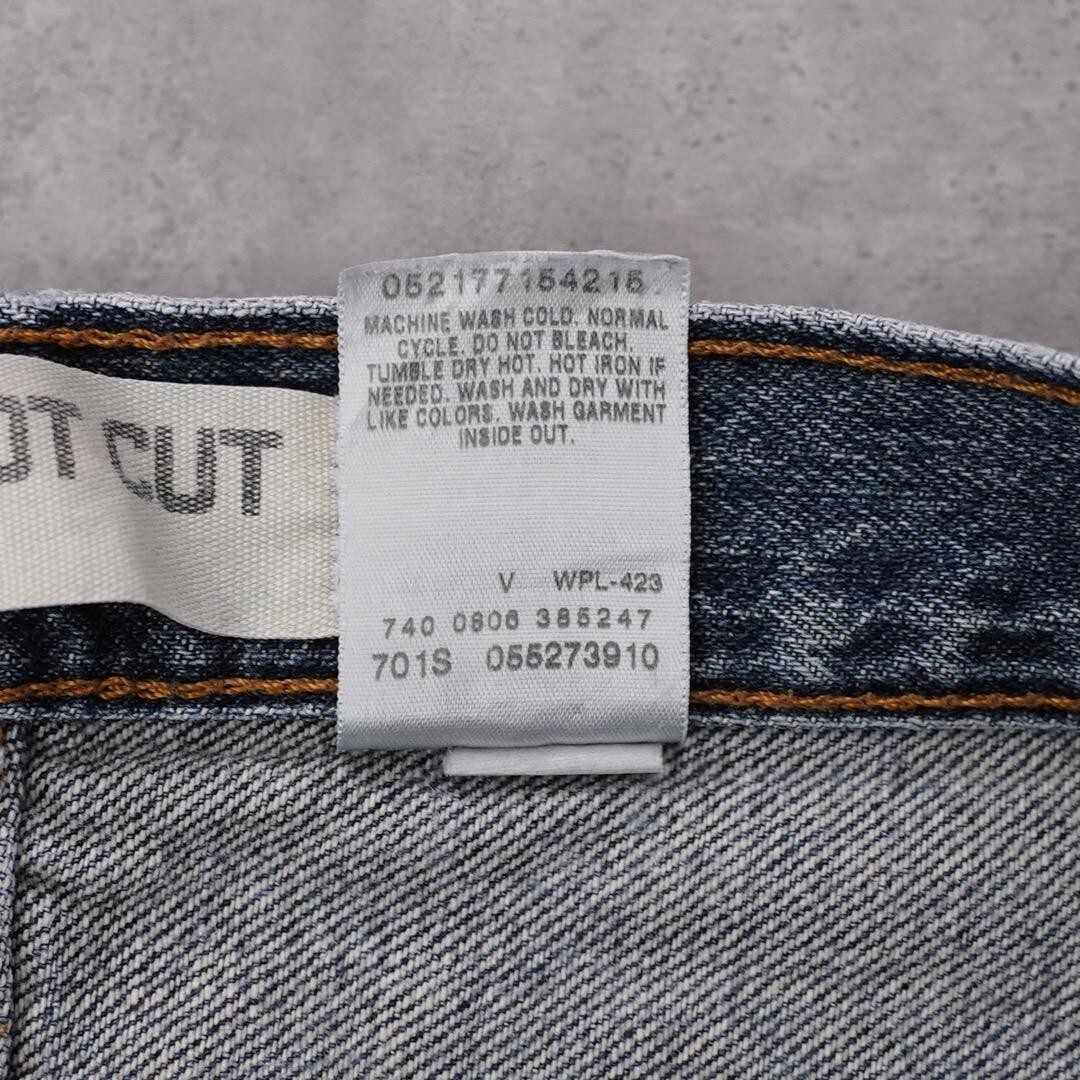 052177154215
MACHINE WASH COLD. NORMAL
CYCLE. DO NOT BLEACH.
TUMBLE DRY HOT. HOT IRON IF
NEEDED. WASH AND DRY WITH
LIKE COLORS. WASH GARMENT
INSIDE OUT.
OT CUT
V WPL-423
740 0806 385247
701S 055273910